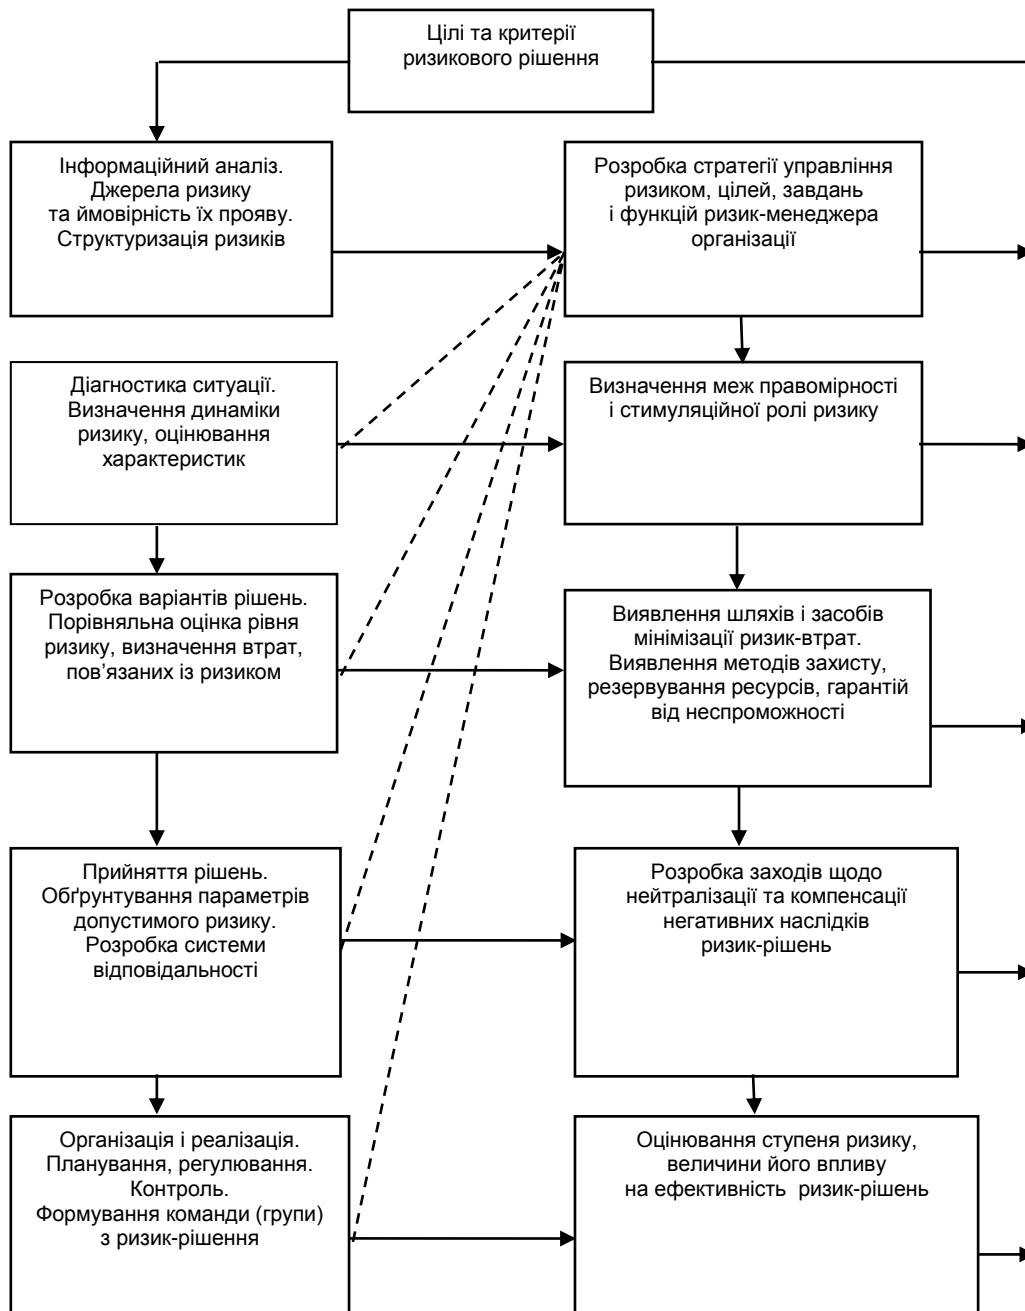 Цілі та критерії
ризикового рішення
Інформаційний аналіз.
Джерела ризику
та ймовірність їх прояву.
Структуризація ризиків
Розробка стратегії управління
ризиком, цілей, завдань
і функцій ризик-менеджера
організації
Діагностика ситуації.
Визначення динаміки
ризику, оцінювання
характеристик
Визначення меж правомірності
і стимуляційної ролі ризику
Розробка варіантів рішень.
Порівняльна оцінка рівня
ризику, визначення втрат,
пов’язаних із ризиком
Виявлення шляхів і засобів
мінімізації ризик-втрат.
Виявлення методів захисту,
резервування ресурсів, гарантій
від неспроможності
Прийняття рішень.
Обґрунтування параметрів
допустимого ризику.
Розробка системи
відповідальності
Розробка заходів щодо
нейтралізації та компенсації
негативних наслідків
ризик-рішень
Організація і реалізація.
Планування, регулювання.
Контроль.
Формування команди (групи)
з ризик-рішення
Оцінювання ступеня ризику,
величини його впливу
на ефективність ризик-рішень